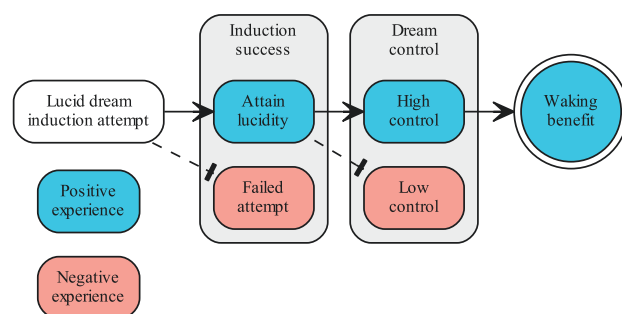 Induction
success
Dream
control
Lucid dream
induction attempt
Attain
lucidity
High
control
Waking
benefit
Failed
attempt
Low
control
Positive
experience
Negative
experience